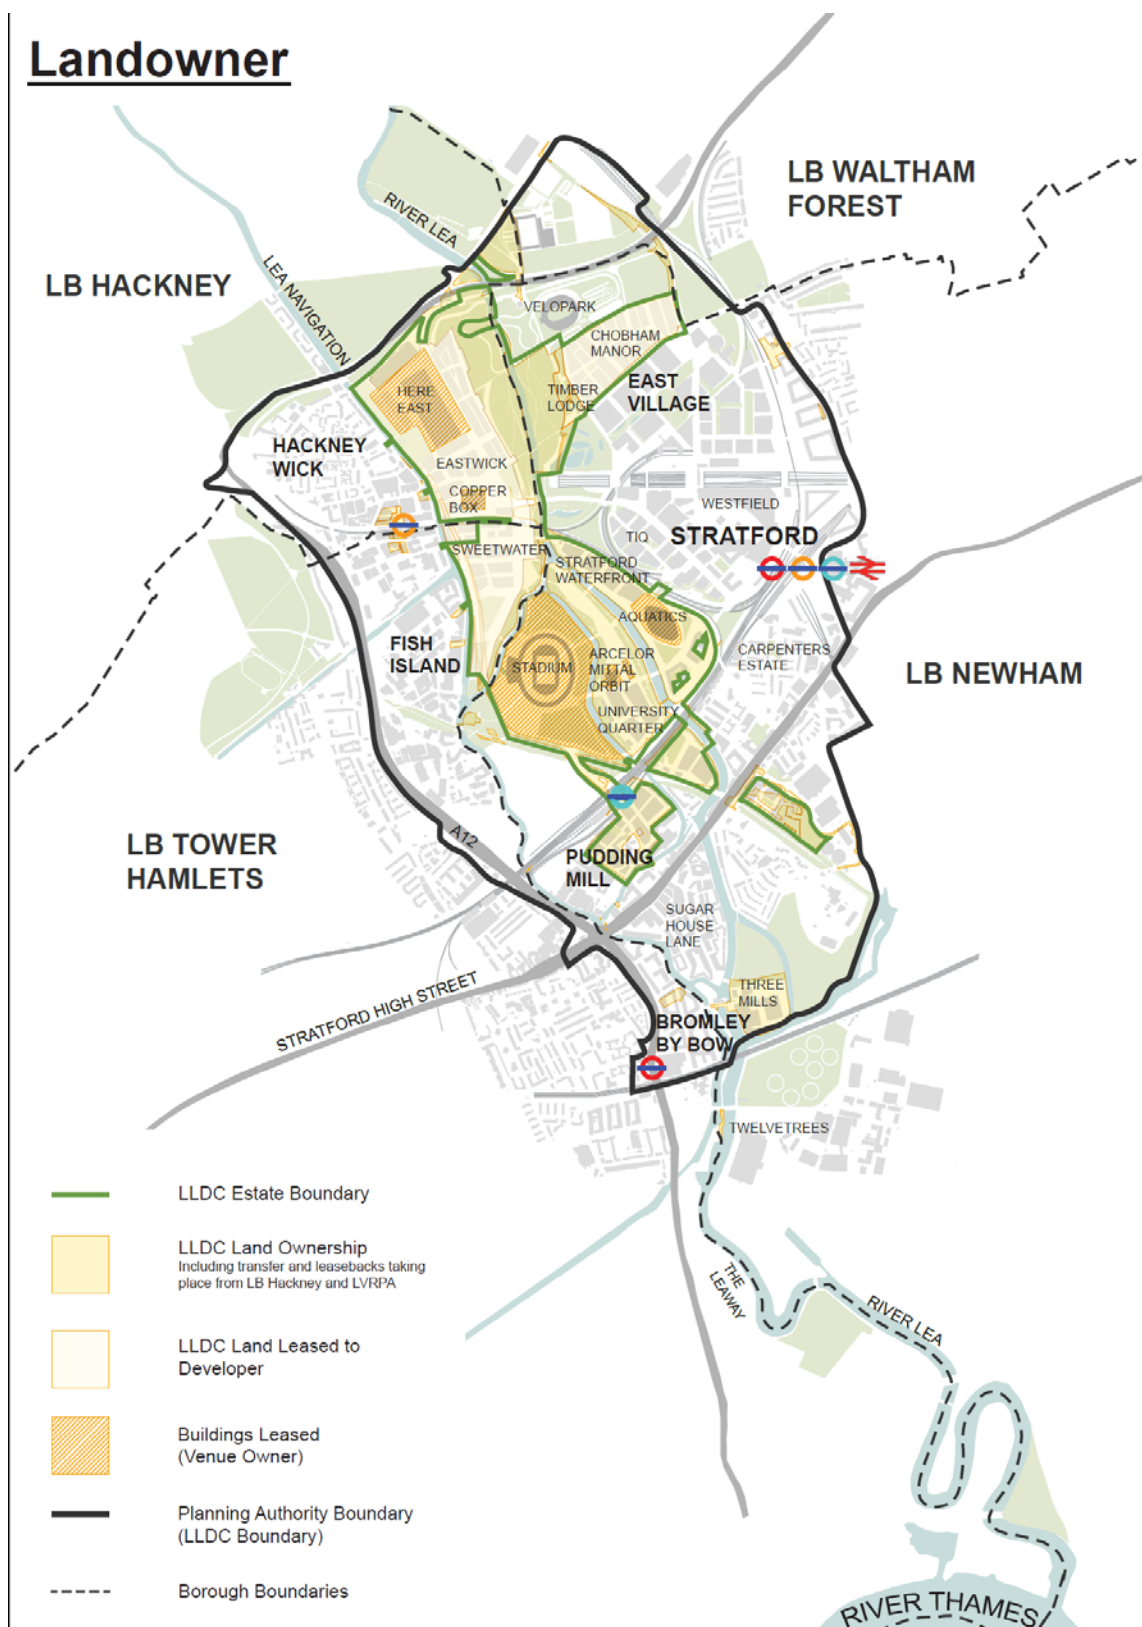 Landowner
LB WALTHAM
FOREST
RIVER LEA
LB HACKNEY
LEA NAVIGATION
VELOPARK
CHOBHAM
MANOR
HERE
EAST
TIMBER
LODGE
EAST
VILLAGE
HACKNEY
WICK
EASTWICK
COPPER
BOX
WESTFIELD
TIQ
STRATFORD
SWEETWATER
STRATFORD
WATERFRONT
AQUATICS
FISH
ISLAND
STADIUM
ARCELOR
MITTAL
ORBIT
CARPENTERS
ESTATE
LB NEWHAM
UNIVERSITY
QUARTER
A12
LB TOWER
HAMLETS
PUDDING
MILL
SUGAR
HOUSE
LANE
STRATFORD HIGH STREET
THREE
MILLS
BROMLEY
BY BOW
TWELVETREES
THE
LEAWAY
RIVER LEA
RIVER THAMES
LLDC Estate Boundary
LLDC Land Ownership
Including transfer and leasebacks taking
place from LB Hackney and LVRPA
LLDC Land Leased to
Developer
Buildings Leased
(Venue Owner)
Planning Authority Boundary
(LLDC Boundary)
Borough Boundaries